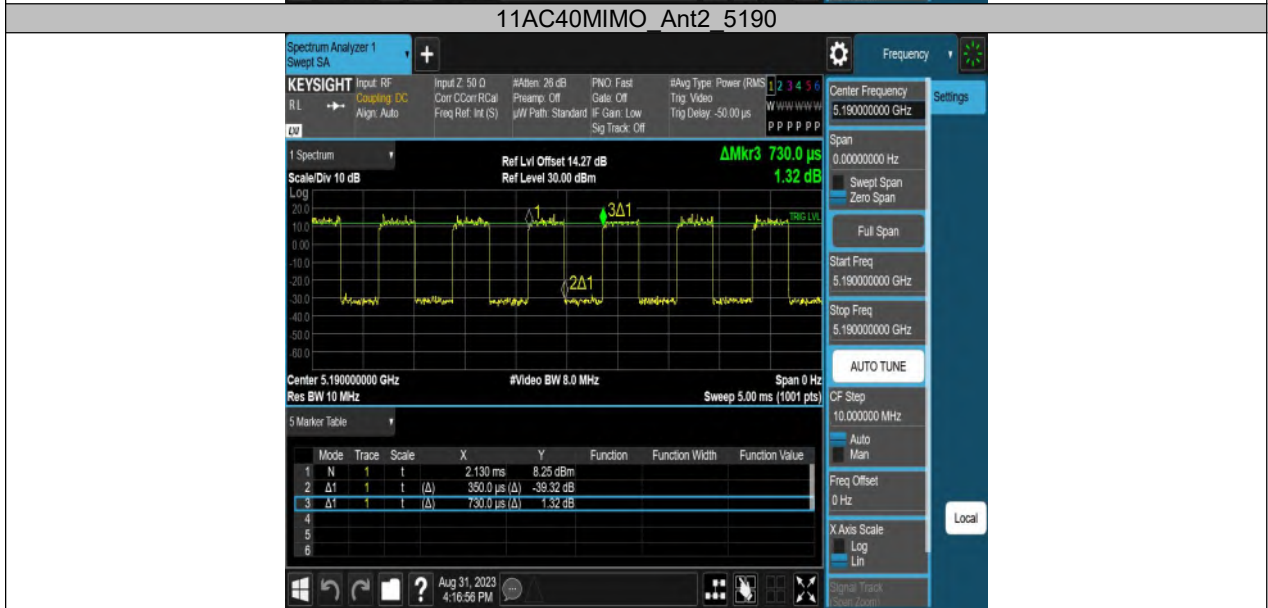 11AC40MIMO_Ant2_5190
Spectrum Analyzer 1
Swept SA
+
Frequency
KEYSIGHT
R L
LXI
Input: RF
Coupling: DC
Align: Auto
Input Z: 50 Ω
Corr CCorr RCal
Freq Ref: Int (S)
#Atten: 26 dB
Preamp: Off
µW Path: Standard
PNO: Fast
Gate: Off
IF Gain: Low
Sig Track: Off
#Avg Type: Power (RMS
Trig: Video
Trig Delay: -50.00 µs
1 2 3 4 5 6
W W W W W W
P P P P P P
1 Spectrum
Scale/Div 10 dB
Ref Lvl Offset 14.27 dB
Ref Level 30.00 dBm
ΔMkr3 730.0 µs
1.32 dB
Log
20.0
10.0
0.00
-10.0
-20.0
-30.0
-40.0
-50.0
-60.0
1
3Δ1
2Δ1
TRIG LVL
Center 5.190000000 GHz
#Video BW 8.0 MHz
Span 0 Hz
Res BW 10 MHz
Sweep 5.00 ms (1001 pts)
5 Marker Table
Mode Trace Scale X Y Function Function Width Function Value
1 N 1 t 2.130 ms 8.25 dBm
2 Δ1 1 t (Δ) 350.0 µs (Δ) -39.32 dB
3 Δ1 1 t (Δ) 730.0 µs (Δ) 1.32 dB
4
5
6
Aug 31, 2023
4:16:56 PM
Center Frequency
5.190000000 GHz
Span
0.00000000 Hz
Swept Span
Zero Span
Full Span
Start Freq
5.190000000 GHz
Stop Freq
5.190000000 GHz
AUTO TUNE
CF Step
10.000000 MHz
Auto
Man
Freq Offset
0 Hz
X Axis Scale
Log
Lin
Signal Track
(Span Zoom)
Settings
Local